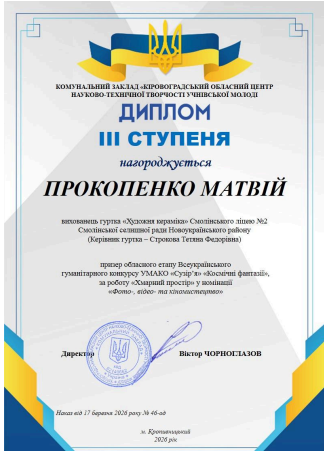 КОМУНАЛЬНИЙ ЗАКЛАД «КІРОВОГРАДСЬКИЙ ОБЛАСНИЙ ЦЕНТР
НАУКОВО-ТЕХНІЧНОЇ ТВОРЧОСТІ УЧНІВСЬКОЇ МОЛОДІ
ДИПЛОМ
ІІІ СТУПЕНЯ
нагороджується
ПРОКОПЕНКО МАТВІЙ
вихованець гуртка «Художня кераміка» Смолінського ліцею №2
Смолінської селищної ради Новоукраїнського району
(Керівник гуртка – Строкова Тетяна Федорівна)
призер обласного етапу Всеукраїнського
гуманітарного конкурсу УМАКО «Сузір’я» «Космічні фантазії»,
за роботу «Хмарний простір» у номінації
«Фото-, відео- та кіномистецтво»
Директор Віктор ЧОРНОГЛАЗОВ
Наказ від 17 березня 2026 року № 46-од
м. Кропивницький
2026 рік